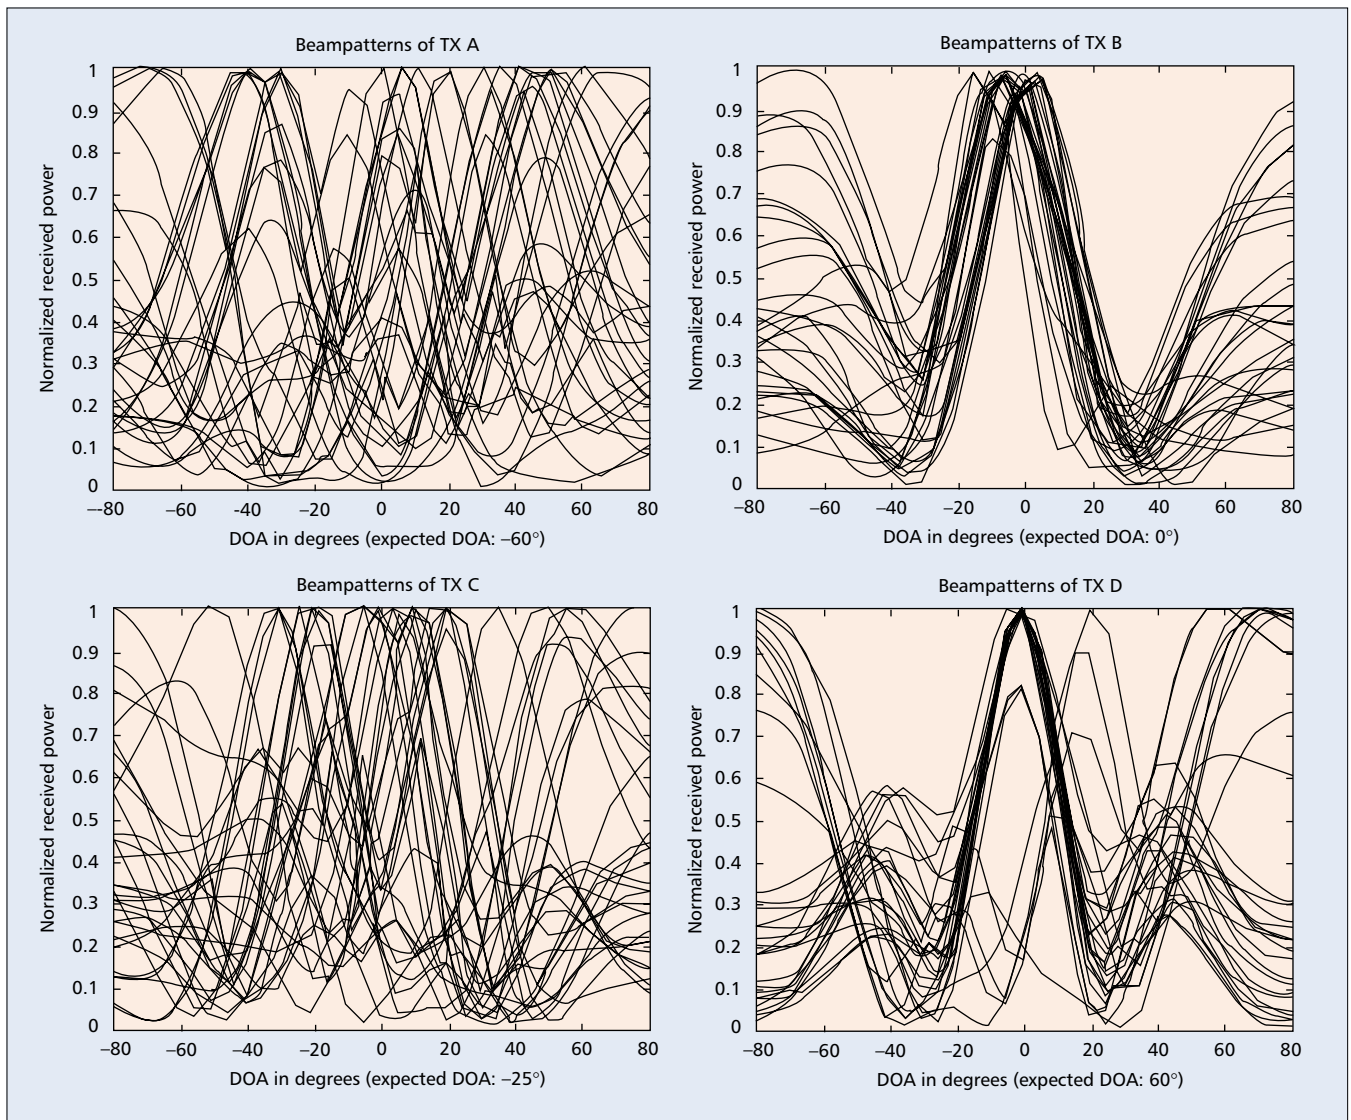 Beampatterns of TX A
Normalized received power
1
0.9
0.8
0.7
0.6
0.5
0.4
0.3
0.2
0.1
0
–80 –60 –40 –20 0 20 40 60 80
DOA in degrees (expected DOA: –60°)
Beampatterns of TX B
Normalized received power
1
0.9
0.8
0.7
0.6
0.5
0.4
0.3
0.2
0.1
0
–80 –60 –40 –20 0 20 40 60 80
DOA in degrees (expected DOA: 0°)
Beampatterns of TX C
Normalized received power
1
0.9
0.8
0.7
0.6
0.5
0.4
0.3
0.2
0.1
0
–80 –60 –40 –20 0 20 40 60 80
DOA in degrees (expected DOA: –25°)
Beampatterns of TX D
Normalized received power
1
0.9
0.8
0.7
0.6
0.5
0.4
0.3
0.2
0.1
0
–80 –60 –40 –20 0 20 40 60 80
DOA in degrees (expected DOA: 60°)